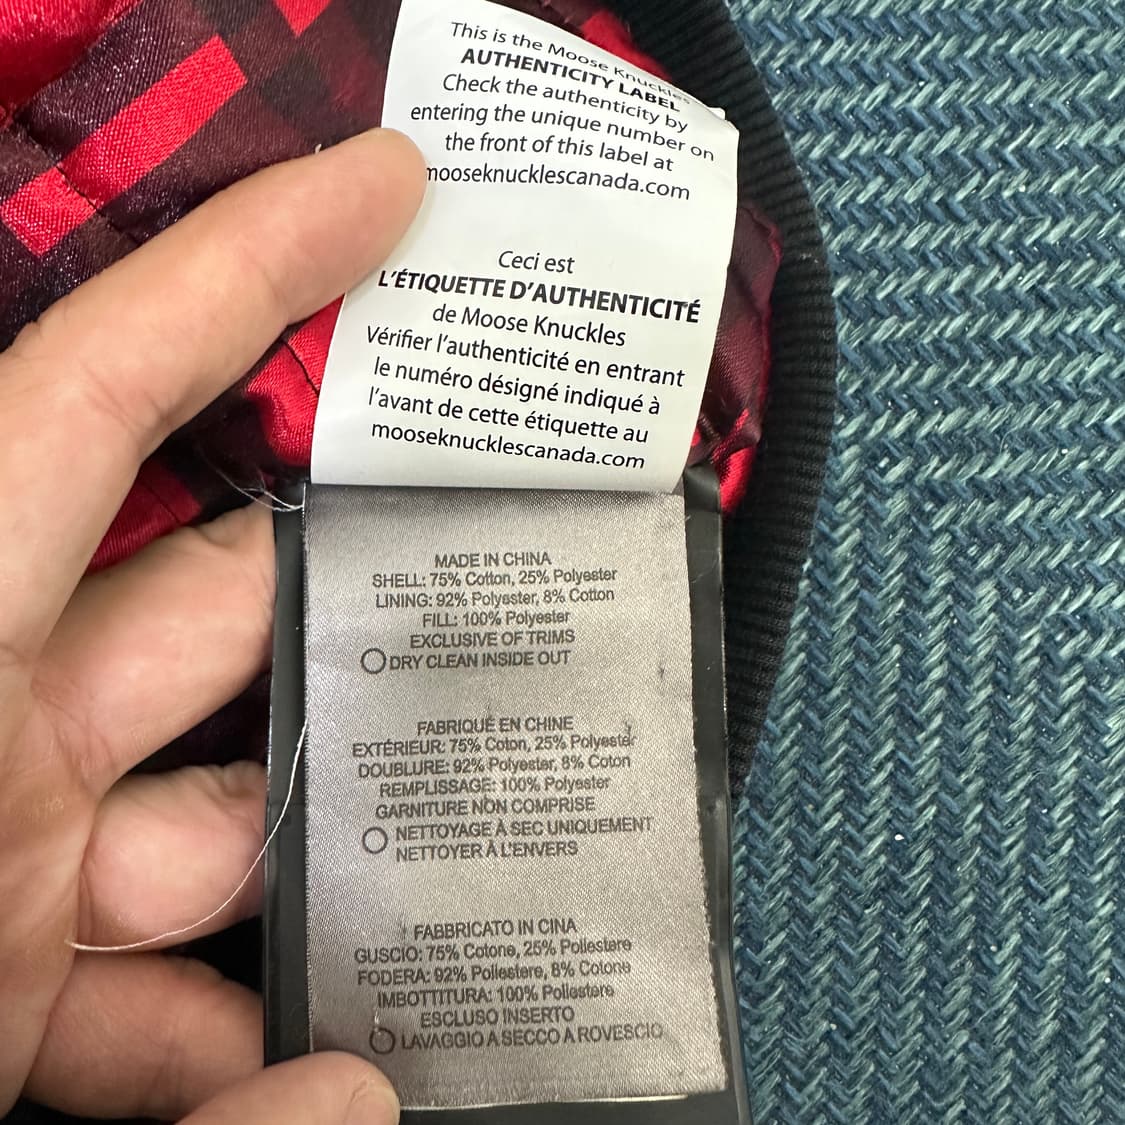 This is the Moose Knuckles
AUTHENTICITY LABEL
Check the authenticity by
entering the unique number on
the front of this label at
mooseknucklescanada.com
Ceci est
L'ÉTIQUETTE D'AUTHENTICITÉ
de Moose Knuckles
Vérifier l'authenticité en entrant
le numéro désigné indiqué à
l'avant de cette étiquette au
mooseknucklescanada.com
MADE IN CHINA
SHELL: 75% Cotton, 25% Polyester
LINING: 92% Polyester, 8% Cotton
FILL: 100% Polyester
EXCLUSIVE OF TRIMS
DRY CLEAN INSIDE OUT
FABRIQUÉ EN CHINE
EXTÉRIEUR: 75% Coton, 25% Polyester
DOUBLURE: 92% Polyester, 8% Coton
REMPLISSAGE: 100% Polyester
GARNITURE NON COMPRISE
NETTOYAGE À SEC UNIQUEMENT
NETTOYER À L'ENVERS
FABBRICATO IN CINA
GUSCIO: 75% Cotone, 25% Poliestere
FODERA: 92% Poliestere, 8% Cotone
IMBOTTITURA: 100% Poliestere
ESCLUSO INSERTO
LAVAGGIO A SECCO A ROVESCIO